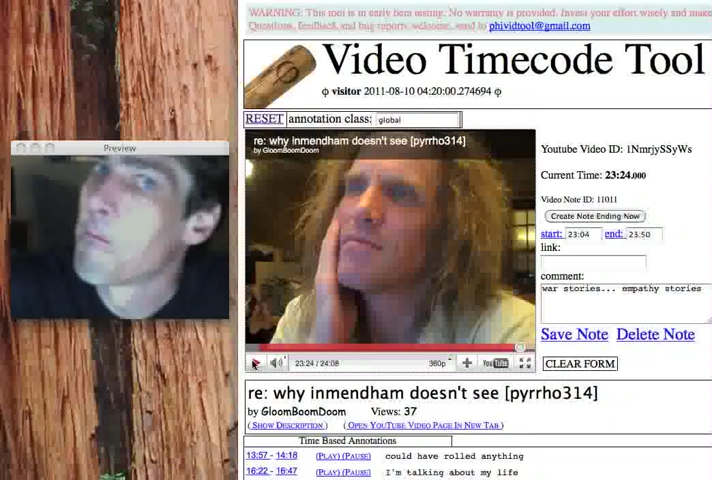 WARNING: This tool is in early beta testing. No warranty is provided. Invest your effort wisely and make
Questions, feedback, and bug reports welcome, send to phividtool@gmail.com
Video Timecode Tool
φ visitor 2011-08-10 04:20:00.274694 φ
RESET annotation class: global
Preview
re: why inmendham doesn't see [pyrrho314]
by GloomBoomDoom
Youtube Video ID: 1NmrjySSyWs
Current Time: 23:24.000
Video Note ID: 11011
Create Note Ending Now
start: 23:04 end: 23:50
link:
comment:
war stories... empathy stories
Save Note Delete Note
CLEAR FORM
23:24 / 24:08 360p YouTube
re: why inmendham doesn't see [pyrrho314]
by GloomBoomDoom Views: 37
( SHOW DESCRIPTION ) ( OPEN YOUTUBE VIDEO PAGE IN NEW TAB )
Time Based Annotations
13:57 - 14:18 (PLAY) (PAUSE) could have rolled anything
16:22 - 16:47 (PLAY) (PAUSE) I'm talking about my life